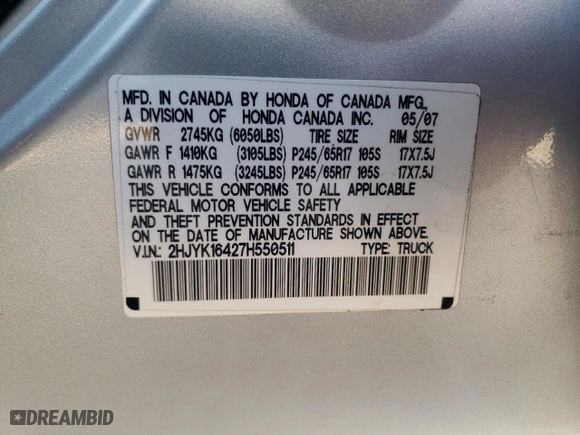 MFD. IN CANADA BY HONDA OF CANADA MFG.,
A DIVISION OF HONDA CANADA INC. 05/07
GVWR 2745KG (6050LBS) TIRE SIZE RIM SIZE
GAWR F 1410KG (3105LBS) P245/65R17 105S 17X7.5J
GAWR R 1475KG (3245LBS) P245/65R17 105S 17X7.5J
THIS VEHICLE CONFORMS TO ALL APPLICABLE
FEDERAL MOTOR VEHICLE SAFETY
AND THEFT PREVENTION STANDARDS IN EFFECT
ON THE DATE OF MANUFACTURE SHOWN ABOVE.
V.I.N.: 2HJYK16427H550511 TYPE: TRUCK
DREAMBID